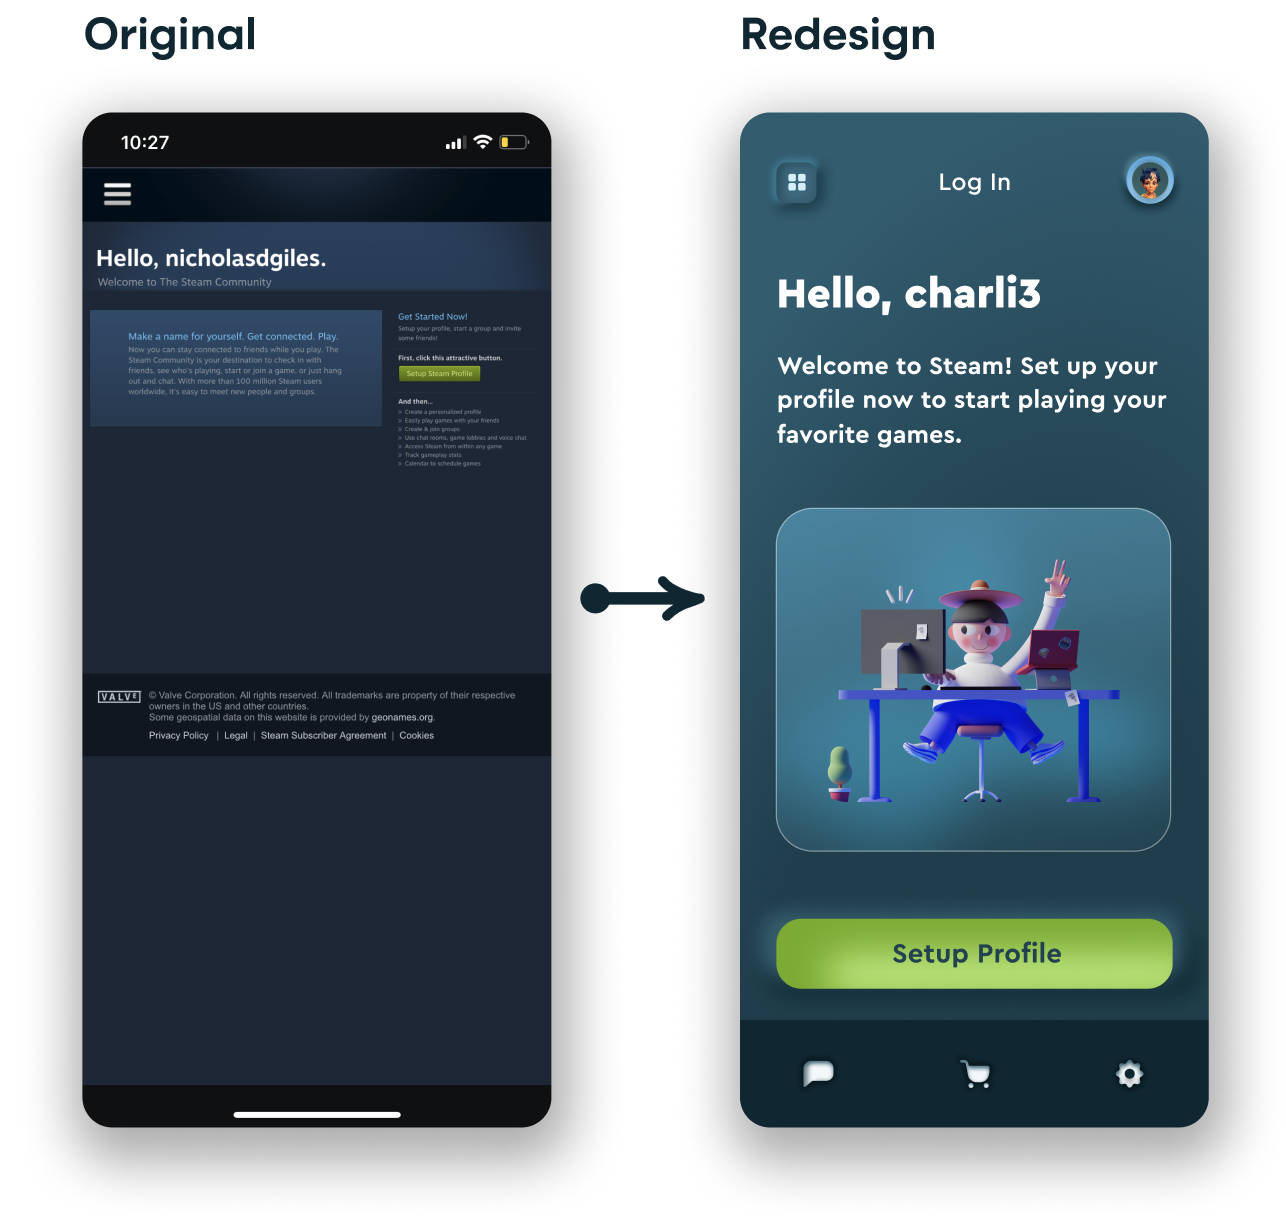 Original
Redesign
10:27
Hello, nicholasdgiles.
Welcome to The Steam Community
Make a name for yourself. Get connected. Play.
Now you can stay connected to friends while you play. The
Steam Community is your destination to check in with
friends, see who's playing, start or join a game, or just hang
out and chat. With more than 100 million Steam users
worldwide, it's easy to meet new people and groups.
Get Started Now!
Setup your profile, start a group and invite
some friends!
First, click this attractive button.
Setup Steam Profile
And then...
» Create a personalized profile
» Easily play games with your friends
» Create & join groups
» Use chat rooms, game lobbies and voice chat
» Access Steam from within any game
» Track gameplay stats
» Calendar to schedule games
VALVE
© Valve Corporation. All rights reserved. All trademarks are property of their respective
owners in the US and other countries.
Some geospatial data on this website is provided by geonames.org.
Privacy Policy | Legal | Steam Subscriber Agreement | Cookies
Log In
Hello, charli3
Welcome to Steam! Set up your
profile now to start playing your
favorite games.
Setup Profile